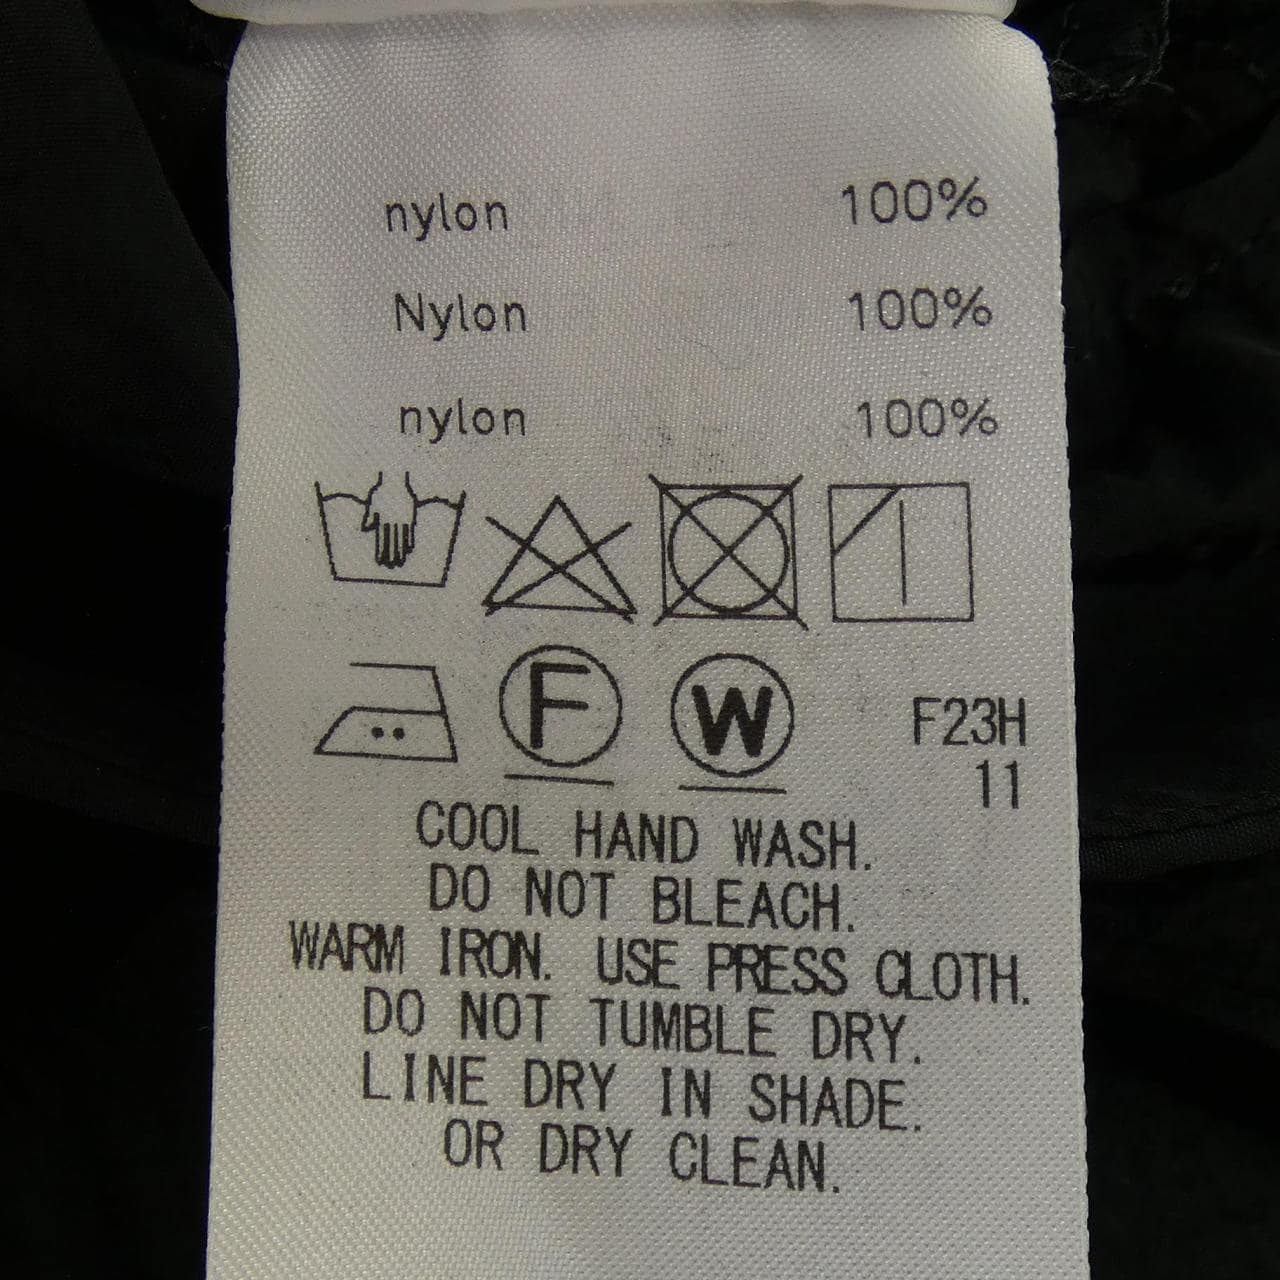 nylon 100%
Nylon 100%
nylon 100%
F W F23H
11
COOL HAND WASH.
DO NOT BLEACH.
WARM IRON. USE PRESS CLOTH.
DO NOT TUMBLE DRY.
LINE DRY IN SHADE.
OR DRY CLEAN.